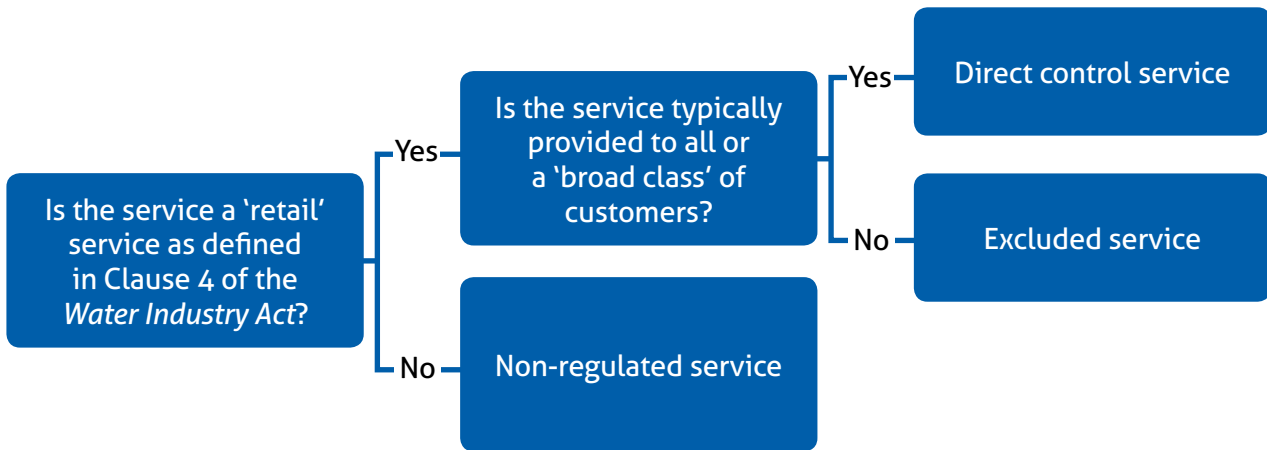 Is the service a ‘retail’
service as defined
in Clause 4 of the
Water Industry Act?
Yes
No
Is the service typically
provided to all or
a ‘broad class’ of
customers?
Non-regulated service
Yes
No
Direct control service
Excluded service